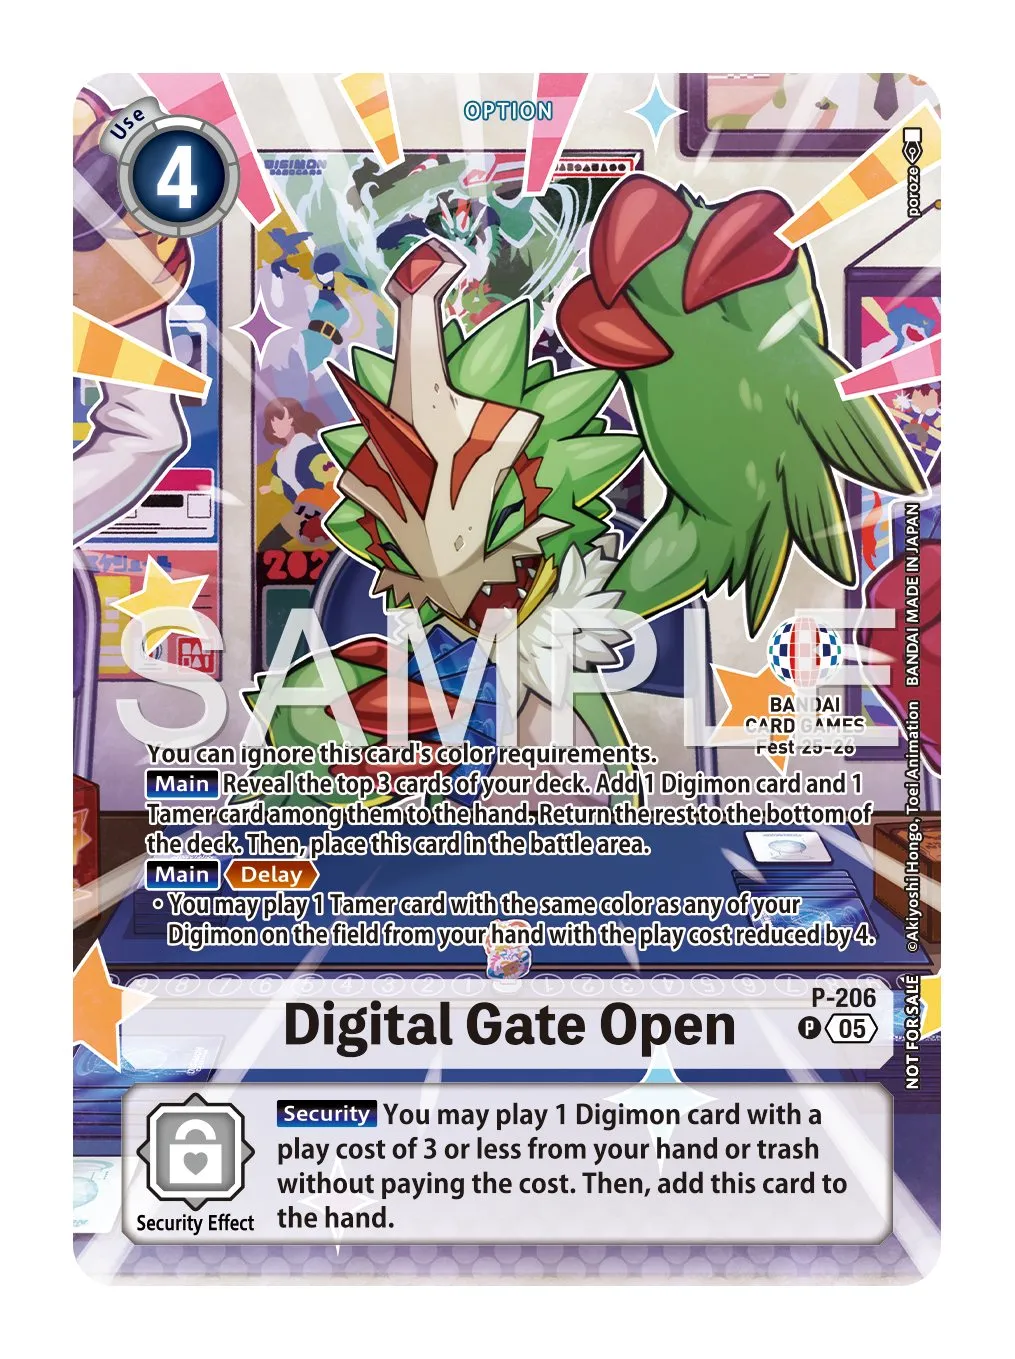 OPTION
Use
4
DIGIMON
poroze
202
SAMPLE
BANDAI
CARD GAMES
Fest 25-26
You can ignore this card's color requirements.
Main Reveal the top 3 cards of your deck. Add 1 Digimon card and 1
Tamer card among them to the hand. Return the rest to the bottom of
the deck. Then, place this card in the battle area.
Main Delay
・You may play 1 Tamer card with the same color as any of your
Digimon on the field from your hand with the play cost reduced by 4.
P-206
Digital Gate Open
P 05
Security You may play 1 Digimon card with a
play cost of 3 or less from your hand or trash
without paying the cost. Then, add this card to
the hand.
Security Effect
©Akiyoshi Hongo, Toei Animation BANDAI MADE IN JAPAN
NOT FOR SALE